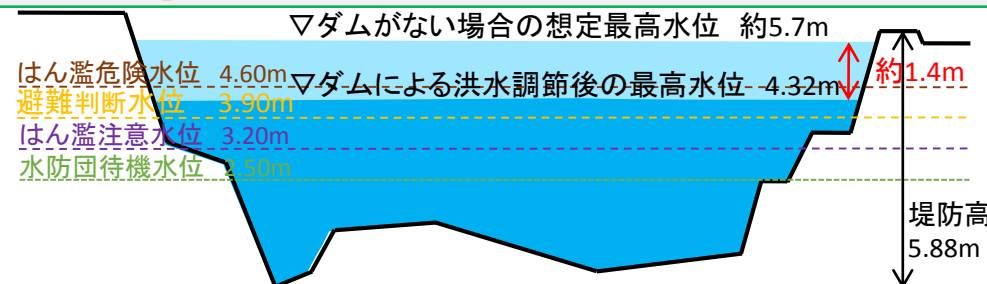 ▽ダムがない場合の想定最高水位 約5.7m
約1.4m
はん濫危険水位 4.60m
▽ダムによる洪水調節後の最高水位 4.32m
避難判断水位 3.90m
はん濫注意水位 3.20m
水防団待機水位 2.50m
堤防高
5.88m